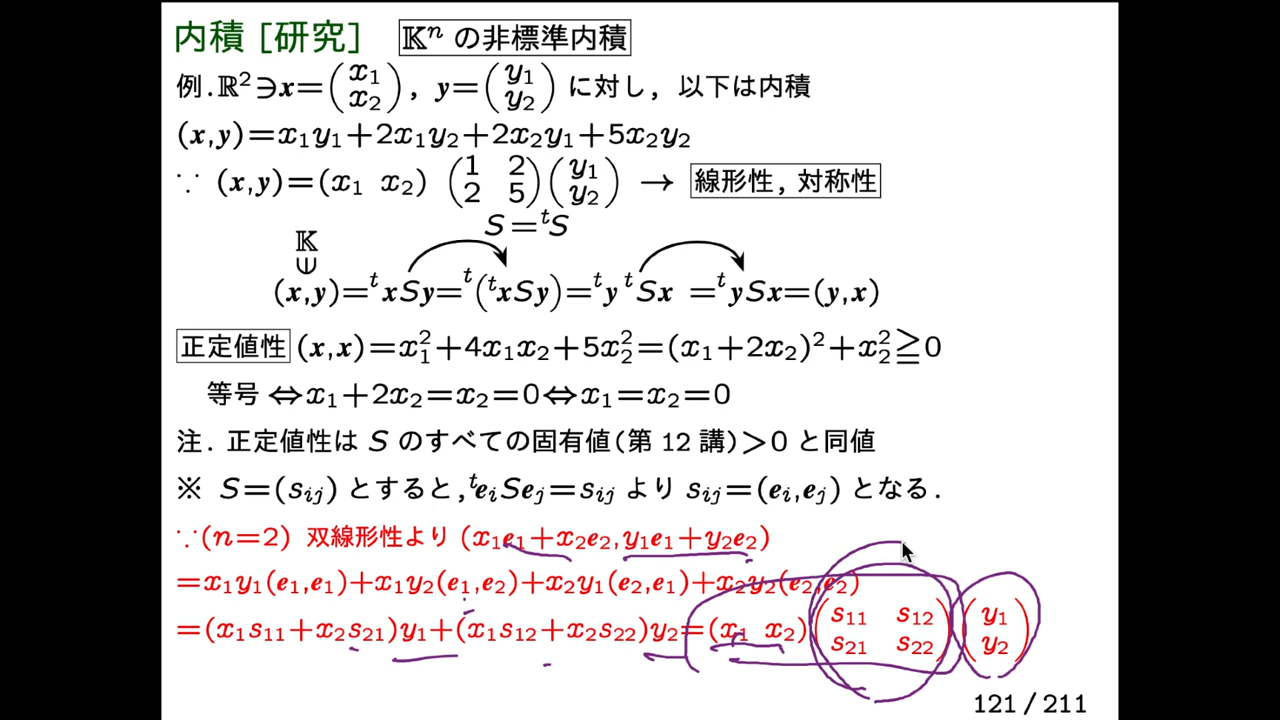 内積 [研究] 𝕂ⁿ の非標準内積
例.ℝ²∋x=(x₁ x₂), y=(y₁ y₂) に対し, 以下は内積
(x,y)=x₁y₁+2x₁y₂+2x₂y₁+5x₂y₂
∵ (x,y)=(x₁ x₂) (1 2 2 5)(y₁ y₂) → 線形性, 対称性
S=ᵗS
𝕂
∪
(x,y)=ᵗxSy=ᵗ(ᵗxSy)=ᵗy ᵗSx =ᵗySx=(y,x)
正定値性 (x,x)=x₁²+4x₁x₂+5x₂²=(x₁+2x₂)²+x₂²≧0
等号 ⇔x₁+2x₂=x₂=0⇔x₁=x₂=0
注. 正定値性は S のすべての固有値(第 12 講)>0 と同値
※ S=(sᵢⱼ) とすると,ᵗeᵢSeⱼ=sᵢⱼ より sᵢⱼ=(eᵢ,eⱼ) となる.
∵(n=2) 双線形性より (x₁e₁+x₂e₂,y₁e₁+y₂e₂)
=x₁y₁(e₁,e₁)+x₁y₂(e₁,e₂)+x₂y₁(e₂,e₁)+x₂y₂(e₂,e₂)
=(x₁s₁₁+x₂s₂₁)y₁+(x₁s₁₂+x₂s₂₂)y₂=(x₁ x₂)(s₁₁ s₁₂ s₂₁ s₂₂)(y₁ y₂)
121 / 211